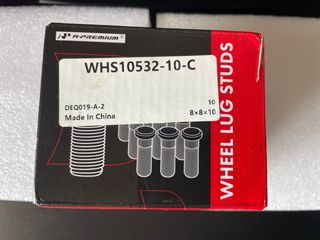 A-PREMIUM
WHS10532-10-C
DEQ019-A-2
Made In China
10
8×8×10
WHEEL LUG STUDS